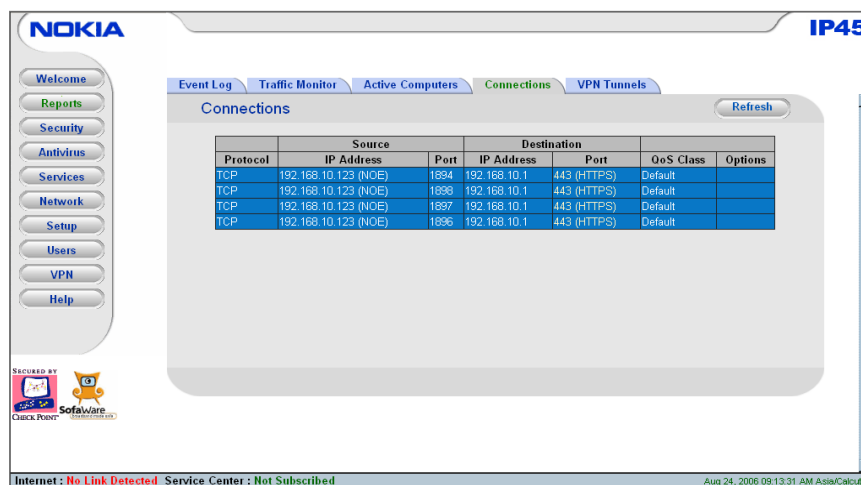 NOKIA
IP45
Welcome
Reports
Security
Antivirus
Services
Network
Setup
Users
VPN
Help
Event Log Traffic Monitor Active Computers Connections VPN Tunnels
Connections Refresh
Source Destination
Protocol IP Address Port IP Address Port QoS Class Options
TCP 192.168.10.123 (NOE) 1894 192.168.10.1 443 (HTTPS) Default
TCP 192.168.10.123 (NOE) 1898 192.168.10.1 443 (HTTPS) Default
TCP 192.168.10.123 (NOE) 1897 192.168.10.1 443 (HTTPS) Default
TCP 192.168.10.123 (NOE) 1896 192.168.10.1 443 (HTTPS) Default
SECURED BY
CHECK POINT
SofaWare
Internet : No Link Detected Service Center : Not Subscribed Aug 24, 2006 09:13:31 AM Asia/Calcut